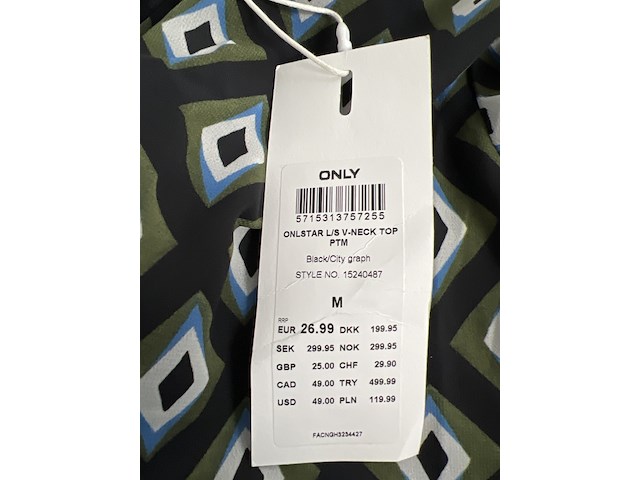 ONLY
5715313757255
ONLSTAR L/S V-NECK TOP
PTM
Black/City graph
STYLE NO. 15240487
M
RRP
EUR 26.99 DKK 199.95
SEK 299.95 NOK 299.95
GBP 25.00 CHF 29.90
CAD 49.00 TRY 499.99
USD 49.00 PLN 119.99
FACNGH3234427